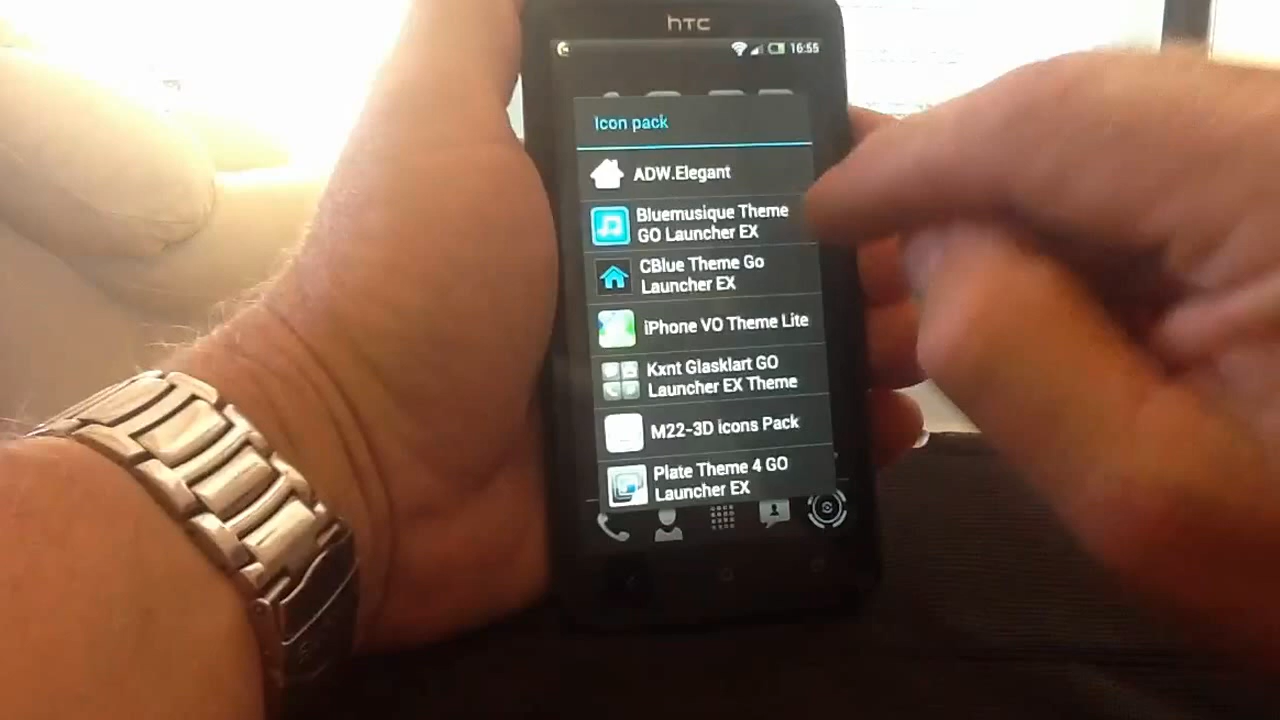 hTC
16:55
Icon pack
ADW.Elegant
Bluemusique Theme
GO Launcher EX
CBlue Theme Go
Launcher EX
iPhone VO Theme Lite
Kxnt Glasklart GO
Launcher EX Theme
M22-3D icons Pack
Plate Theme 4 GO
Launcher EX